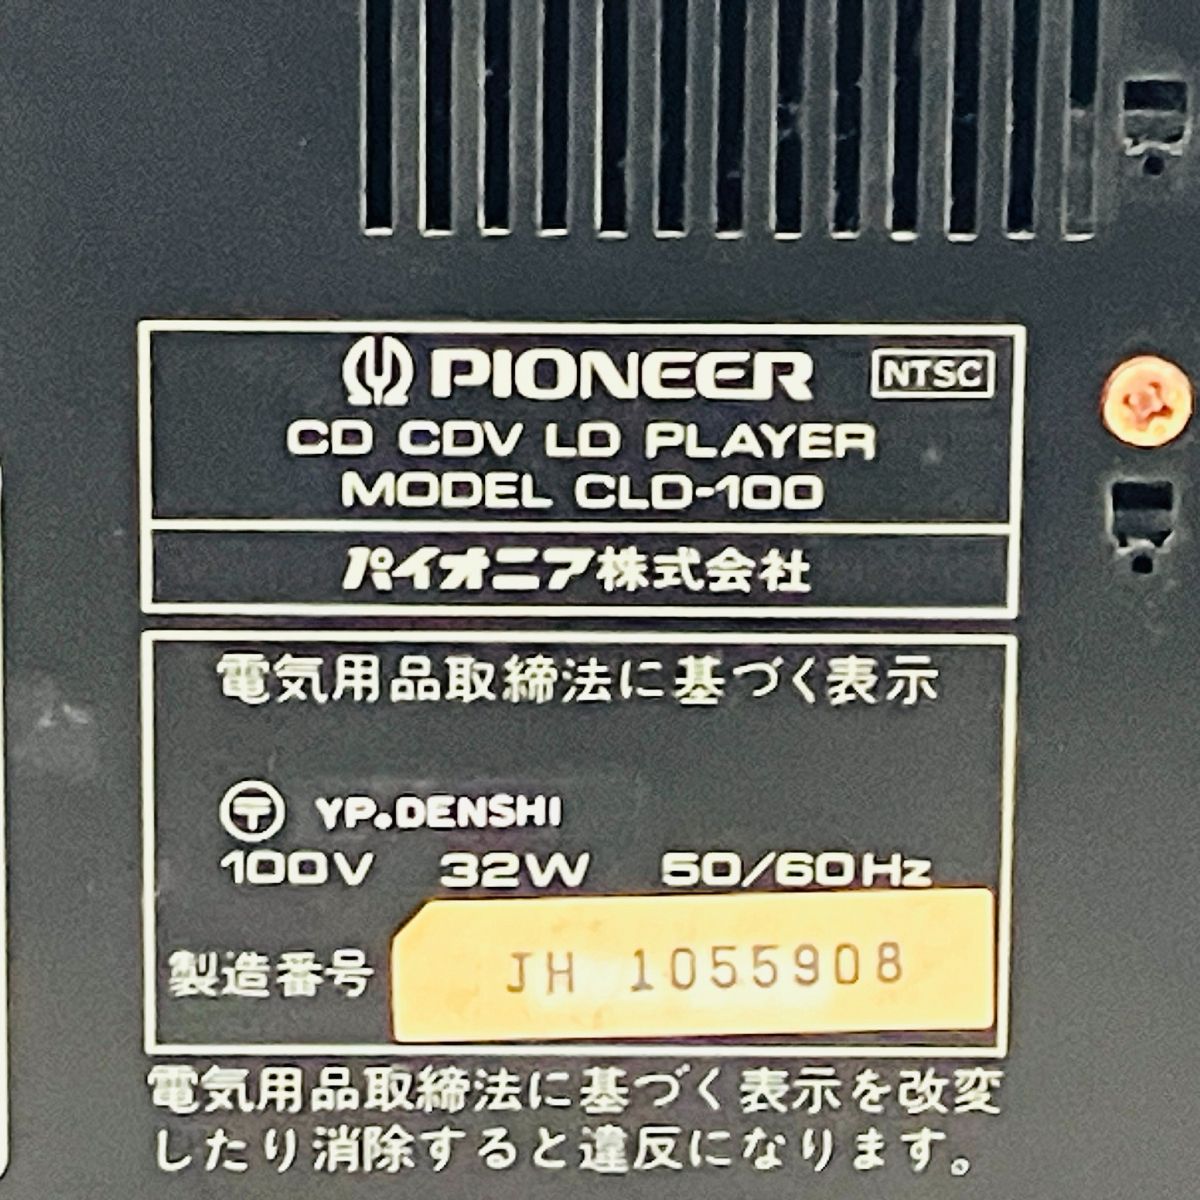 PIONEER NTSC
CD CDV LD PLAYER
MODEL CLD-100
パイオニア株式会社
電気用品取締法に基づく表示
〒 YP.DENSHI
100V 32W 50/60Hz
製造番号 JH 1055908
電気用品取締法に基づく表示を改変
したり消除すると違反になります。